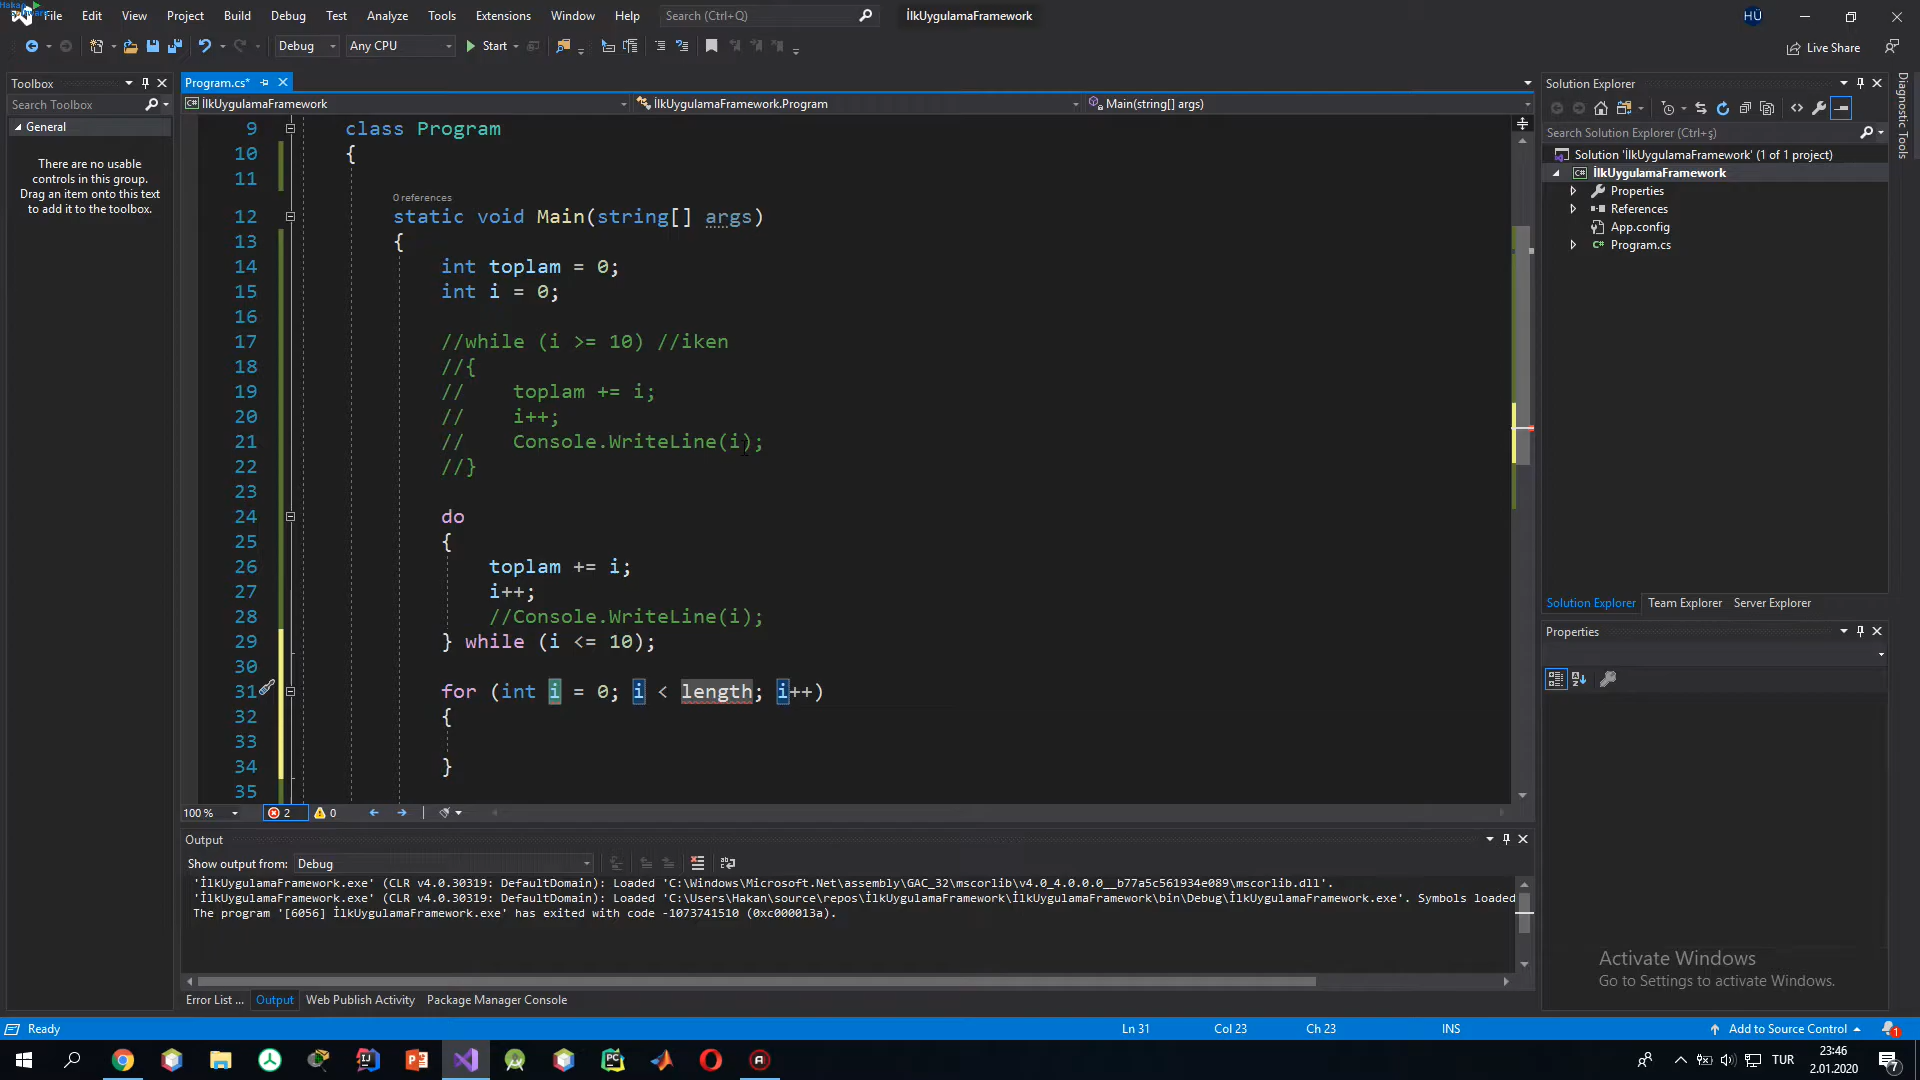 File Edit View Project Build Debug Test Analyze Tools Extensions Window Help Search (Ctrl+Q) İlkUygulamaFramework HÜ
Debug Any CPU Start Live Share
Toolbox
Search Toolbox
General
There are no usable
controls in this group.
Drag an item onto this text
to add it to the toolbox.
Program.cs*
İlkUygulamaFramework İlkUygulamaFramework.Program Main(string[] args)
9 class Program
10 {
11
0 references
12 static void Main(string[] args)
13 {
14 int toplam = 0;
15 int i = 0;
16
17 //while (i >= 10) //iken
18 //{
19 // toplam += i;
20 // i++;
21 // Console.WriteLine(i);
22 //}
23
24 do
25 {
26 toplam += i;
27 i++;
28 //Console.WriteLine(i);
29 } while (i <= 10);
30
31 for (int i = 0; i < length; i++)
32 {
33
34 }
35
100 % 2 0
Output
Show output from: Debug
'İlkUygulamaFramework.exe' (CLR v4.0.30319: DefaultDomain): Loaded 'C:\Windows\Microsoft.Net\assembly\GAC_32\mscorlib\v4.0_4.0.0.0__b77a5c561934e089\mscorlib.dll'.
'İlkUygulamaFramework.exe' (CLR v4.0.30319: DefaultDomain): Loaded 'C:\Users\Hakan\source\repos\İlkUygulamaFramework\İlkUygulamaFramework\bin\Debug\İlkUygulamaFramework.exe'. Symbols loaded
The program '[6056] İlkUygulamaFramework.exe' has exited with code -1073741510 (0xc000013a).
Error List ... Output Web Publish Activity Package Manager Console
Solution Explorer
Search Solution Explorer (Ctrl+ş)
Solution 'İlkUygulamaFramework' (1 of 1 project)
İlkUygulamaFramework
Properties
References
App.config
Program.cs
Solution Explorer Team Explorer Server Explorer
Properties
Diagnostic Tools
Activate Windows
Go to Settings to activate Windows.
Ready Ln 31 Col 23 Ch 23 INS Add to Source Control 1
TUR 23:46
2.01.2020 7